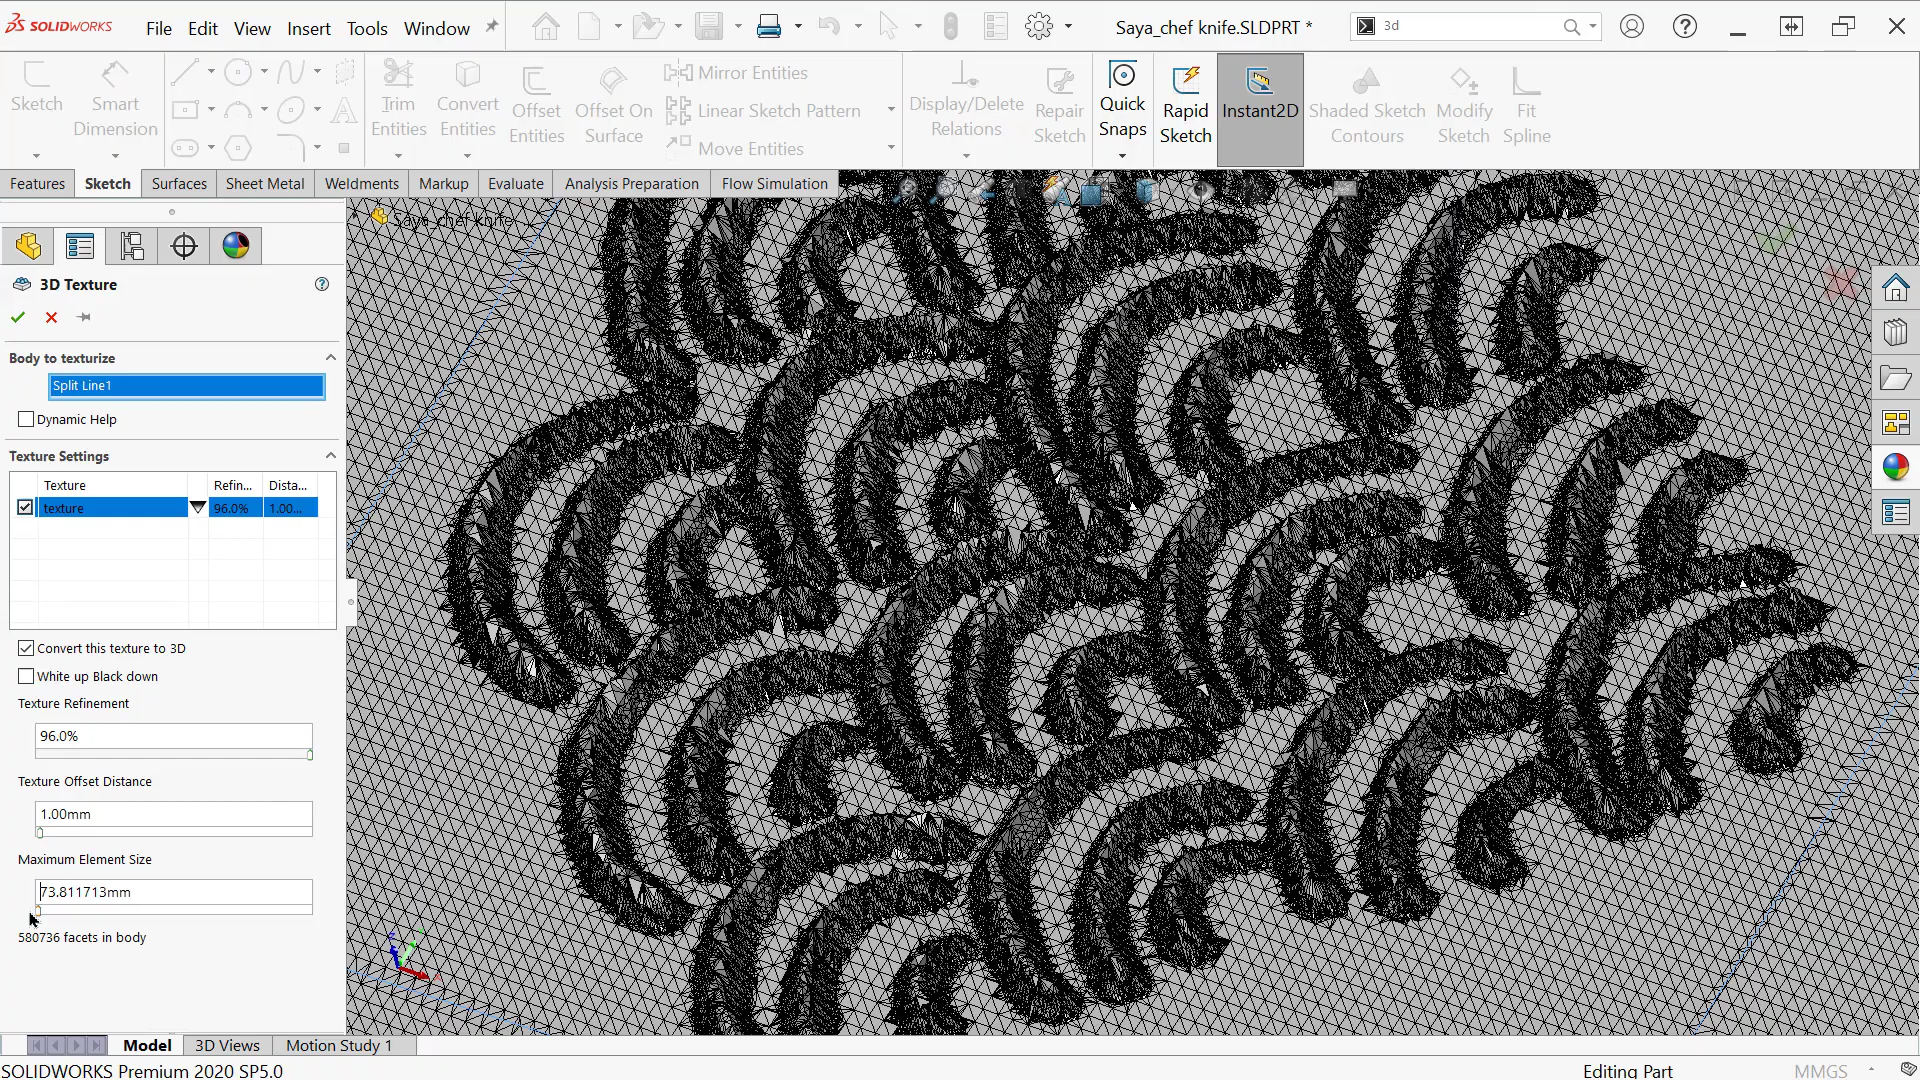 SOLIDWORKS
File Edit View Insert Tools Window
Saya_chef knife.SLDPRT *
3d
Sketch
Smart Dimension
Trim Entities
Convert Entities
Offset Entities
Offset On Surface
Mirror Entities
Linear Sketch Pattern
Move Entities
Display/Delete Relations
Repair Sketch
Quick Snaps
Rapid Sketch
Instant2D
Shaded Sketch Contours
Modify Sketch
Fit Spline
Features Sketch Surfaces Sheet Metal Weldments Markup Evaluate Analysis Preparation Flow Simulation
Saya_chef knife
3D Texture
Body to texturize
Split Line1
Dynamic Help
Texture Settings
Texture Refin... Dista...
texture 96.0% 1.00...
Convert this texture to 3D
White up Black down
Texture Refinement
96.0%
Texture Offset Distance
1.00mm
Maximum Element Size
73.811713mm
580736 facets in body
Model 3D Views Motion Study 1
SOLIDWORKS Premium 2020 SP5.0
Editing Part
MMGS